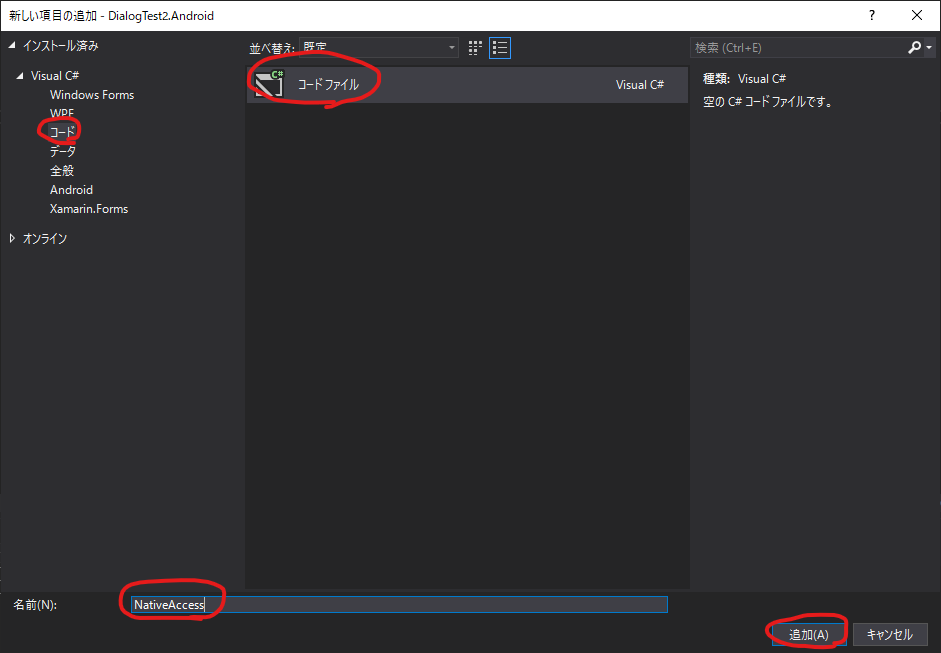 新しい項目の追加 - DialogTest2.Android
?
インストール済み
並べ替え: 既定
検索 (Ctrl+E)
Visual C#
Windows Forms
WPF
コード
データ
全般
Android
Xamarin.Forms
オンライン
C#
コード ファイル
Visual C#
種類: Visual C#
空の C# コード ファイルです。
名前(N):
NativeAccess
追加(A)
キャンセル